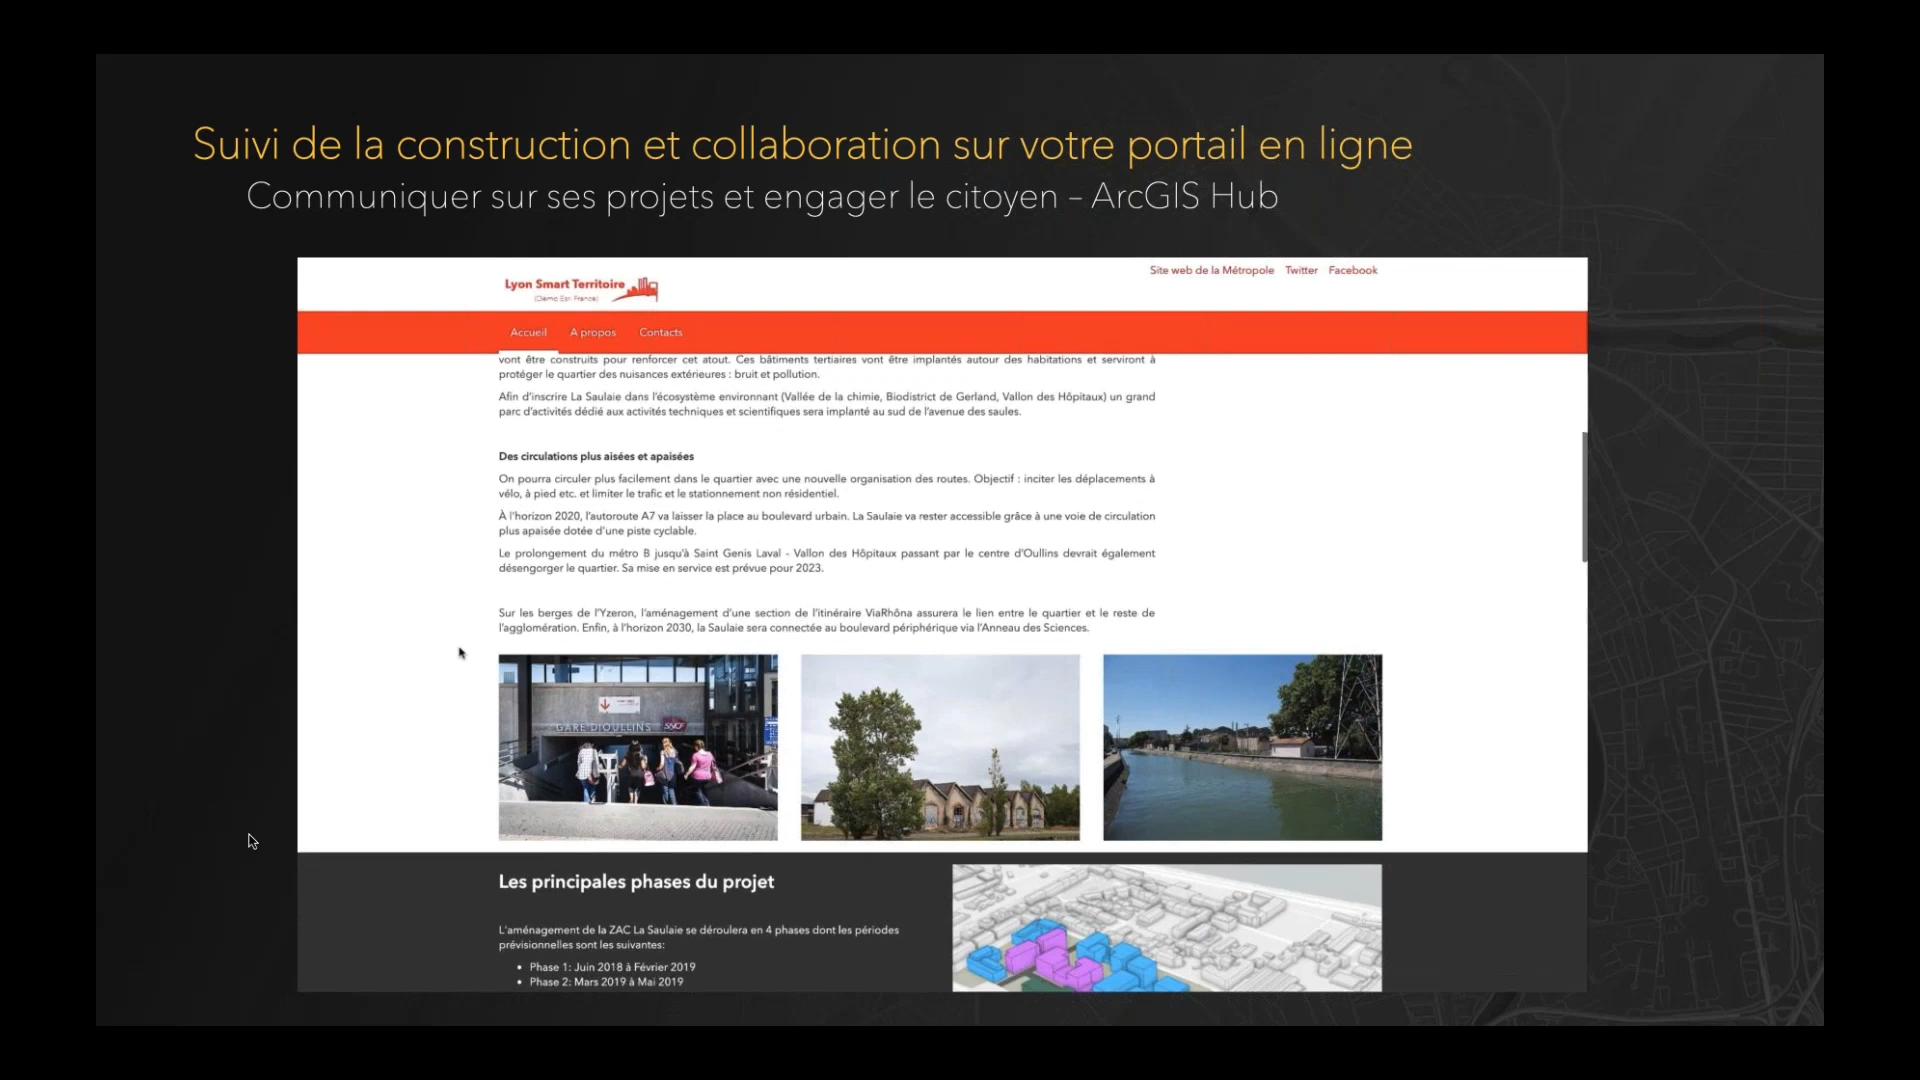 Suivi de la construction et collaboration sur votre portail en ligne
Communiquer sur ses projets et engager le citoyen – ArcGIS Hub
Site web de la Métropole Twitter Facebook
Lyon Smart Territoire
(Démo Esri France)
Accueil A propos Contacts
vont être construits pour renforcer cet atout. Ces bâtiments tertiaires vont être implantés autour des habitations et serviront à
protéger le quartier des nuisances extérieures : bruit et pollution.
Afin d'inscrire La Saulaie dans l'écosystème environnant (Vallée de la chimie, Biodistrict de Gerland, Vallon des Hôpitaux) un grand
parc d'activités dédié aux activités techniques et scientifiques sera implanté au sud de l'avenue des saules.
Des circulations plus aisées et apaisées
On pourra circuler plus facilement dans le quartier avec une nouvelle organisation des routes. Objectif : inciter les déplacements à
vélo, à pied etc. et limiter le trafic et le stationnement non résidentiel.
À l'horizon 2020, l'autoroute A7 va laisser la place au boulevard urbain. La Saulaie va rester accessible grâce à une voie de circulation
plus apaisée dotée d'une piste cyclable.
Le prolongement du métro B jusqu'à Saint Genis Laval - Vallon des Hôpitaux passant par le centre d'Oullins devrait également
désengorger le quartier. Sa mise en service est prévue pour 2023.
Sur les berges de l'Yzeron, l'aménagement d'une section de l'itinéraire ViaRhôna assurera le lien entre le quartier et le reste de
l'agglomération. Enfin, à l'horizon 2030, la Saulaie sera connectée au boulevard périphérique via l'Anneau des Sciences.
GARE D'OULLINS SNCF
Les principales phases du projet
L'aménagement de la ZAC La Saulaie se déroulera en 4 phases dont les périodes
prévisionnelles sont les suivantes:
• Phase 1: Juin 2018 à Février 2019
• Phase 2: Mars 2019 à Mai 2019